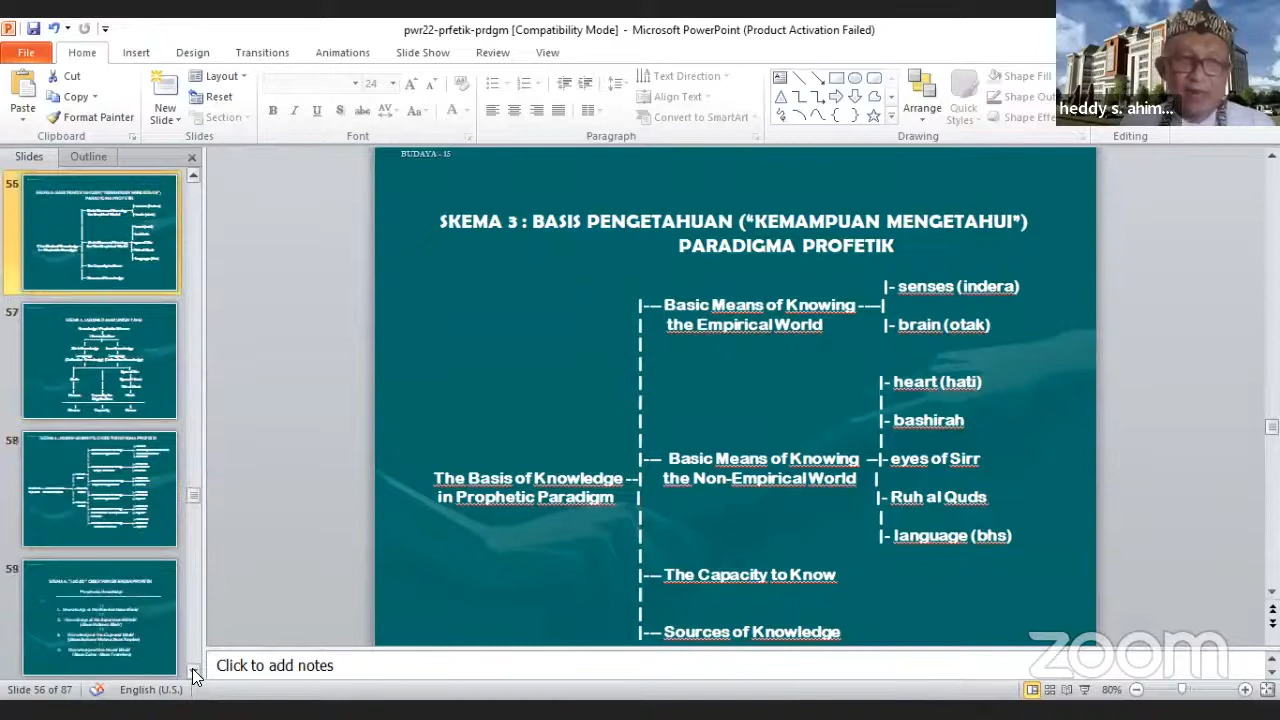 pwr22-prfetik-prdgm [Compatibility Mode] - Microsoft PowerPoint (Product Activation Failed)
File Home Insert Design Transitions Animations Slide Show Review View
Paste
Cut
Copy
Format Painter
Clipboard
New Slide
Layout
Reset
Section
Slides
24
Font
Text Direction
Align Text
Convert to SmartArt
Paragraph
Arrange
Quick Styles
Shape Fill
Shape Out
Shape Effe
Drawing
Editing
heddy s. ahim...
Slides Outline
56
57
58
59
BUDAYA - 15
SKEMA 3 : BASIS PENGETAHUAN ("KEMAMPUAN MENGETAHUI")
PARADIGMA PROFETIK
|- senses (indera)
|--- Basic Means of Knowing ----|
the Empirical World |- brain (otak)
|- heart (hati)
|- bashirah
|--- Basic Means of Knowing ---|- eyes of Sirr
The Basis of Knowledge --| the Non-Empirical World
in Prophetic Paradigm |- Ruh al Quds
|- language (bhs)
|--- The Capacity to Know
|--- Sources of Knowledge
zoom
Click to add notes
Slide 56 of 87 English (U.S.) 80%